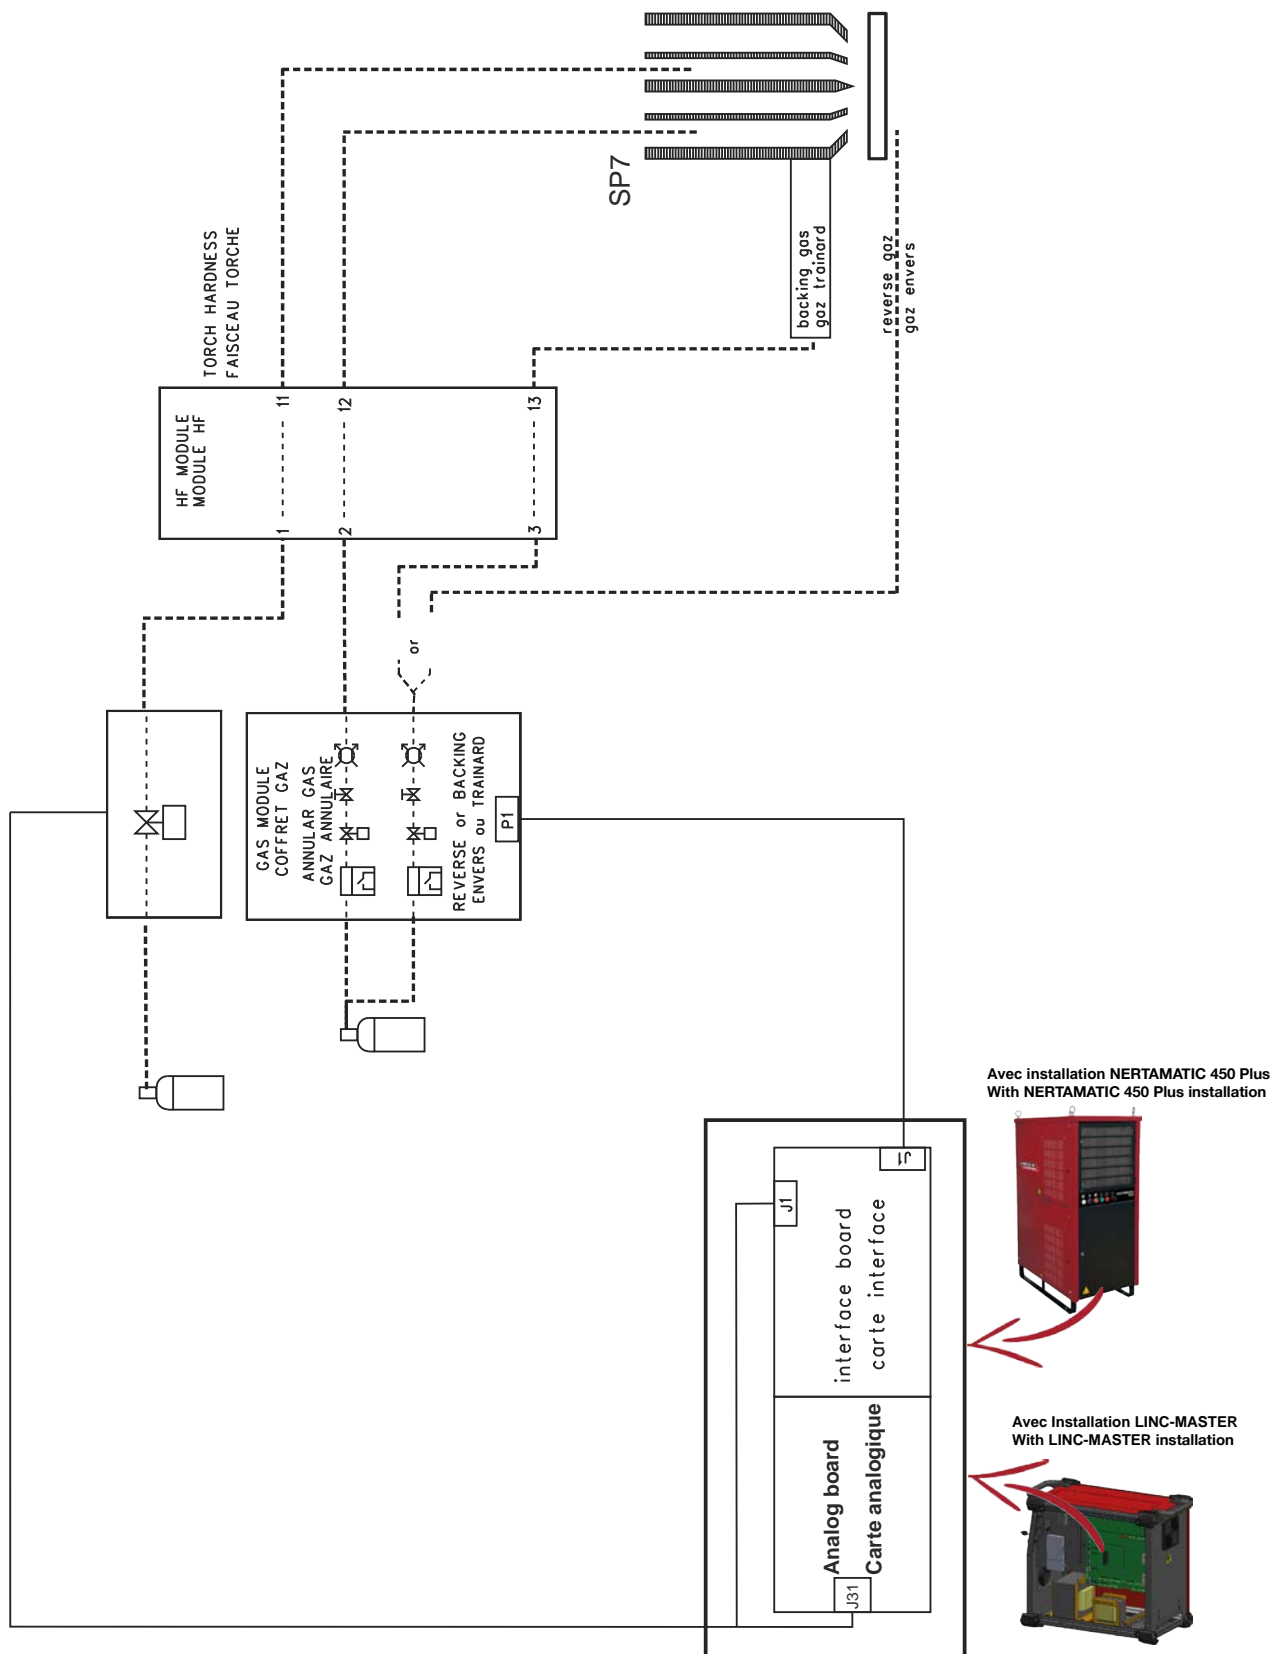 SP7
backing gas
gaz trainard
reverse gaz
gaz envers
TORCH HARDNESS
FAISCEAU TORCHE
HF MODULE
MODULE HF
11
12
13
1
2
3
or
GAS MODULE
COFFRET GAZ
ANNULAR GAS
GAZ ANNULAIRE
REVERSE or BACKING
ENVERS ou TRAINARD
P1
Avec installation NERTAMATIC 450 Plus
With NERTAMATIC 450 Plus installation
J1
J1
interface board
carte interface
Avec Installation LINC-MASTER
With LINC-MASTER installation
Analog board
Carte analogique
J31